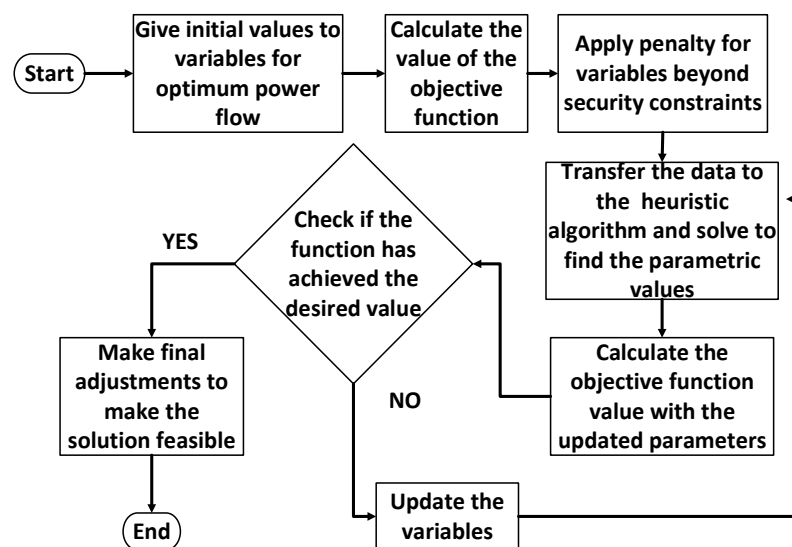 Start
Give initial values to
variables for
optimum power
flow
Calculate the
value of the
objective
function
Apply penalty for
variables beyond
security constraints
Transfer the data to
the heuristic
algorithm and solve to
find the parametric
values
Calculate the
objective function
value with the
updated parameters
Check if the
function has
achieved the
desired value
YES
Make final
adjustments to
make the
solution feasible
End
NO
Update the
variables